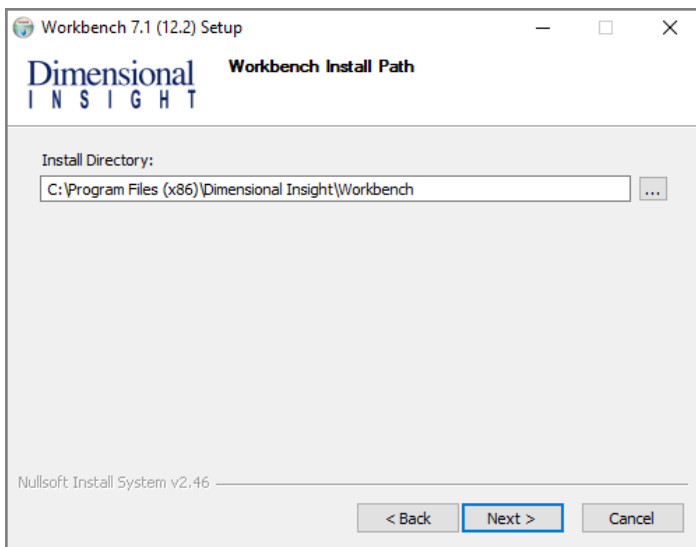 Workbench 7.1 (12.2) Setup
Dimensional
INSIGHT
Workbench Install Path
Install Directory:
C:\Program Files (x86)\Dimensional Insight\Workbench
...
Nullsoft Install System v2.46
< Back
Next >
Cancel